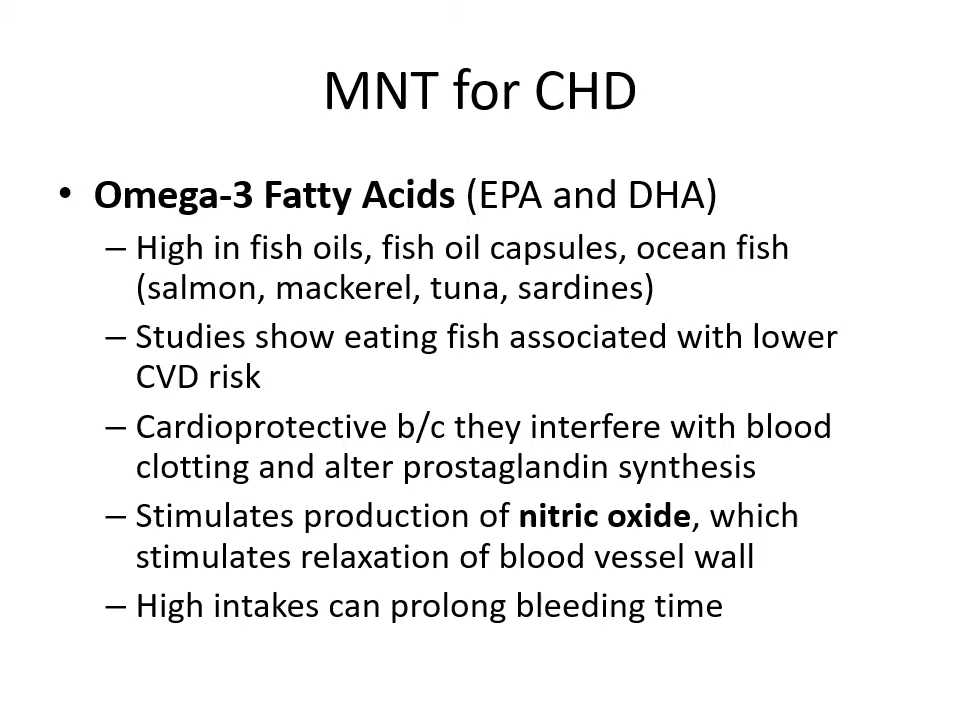 MNT for CHD
• Omega-3 Fatty Acids (EPA and DHA)
– High in fish oils, fish oil capsules, ocean fish
(salmon, mackerel, tuna, sardines)
– Studies show eating fish associated with lower
CVD risk
– Cardioprotective b/c they interfere with blood
clotting and alter prostaglandin synthesis
– Stimulates production of nitric oxide, which
stimulates relaxation of blood vessel wall
– High intakes can prolong bleeding time